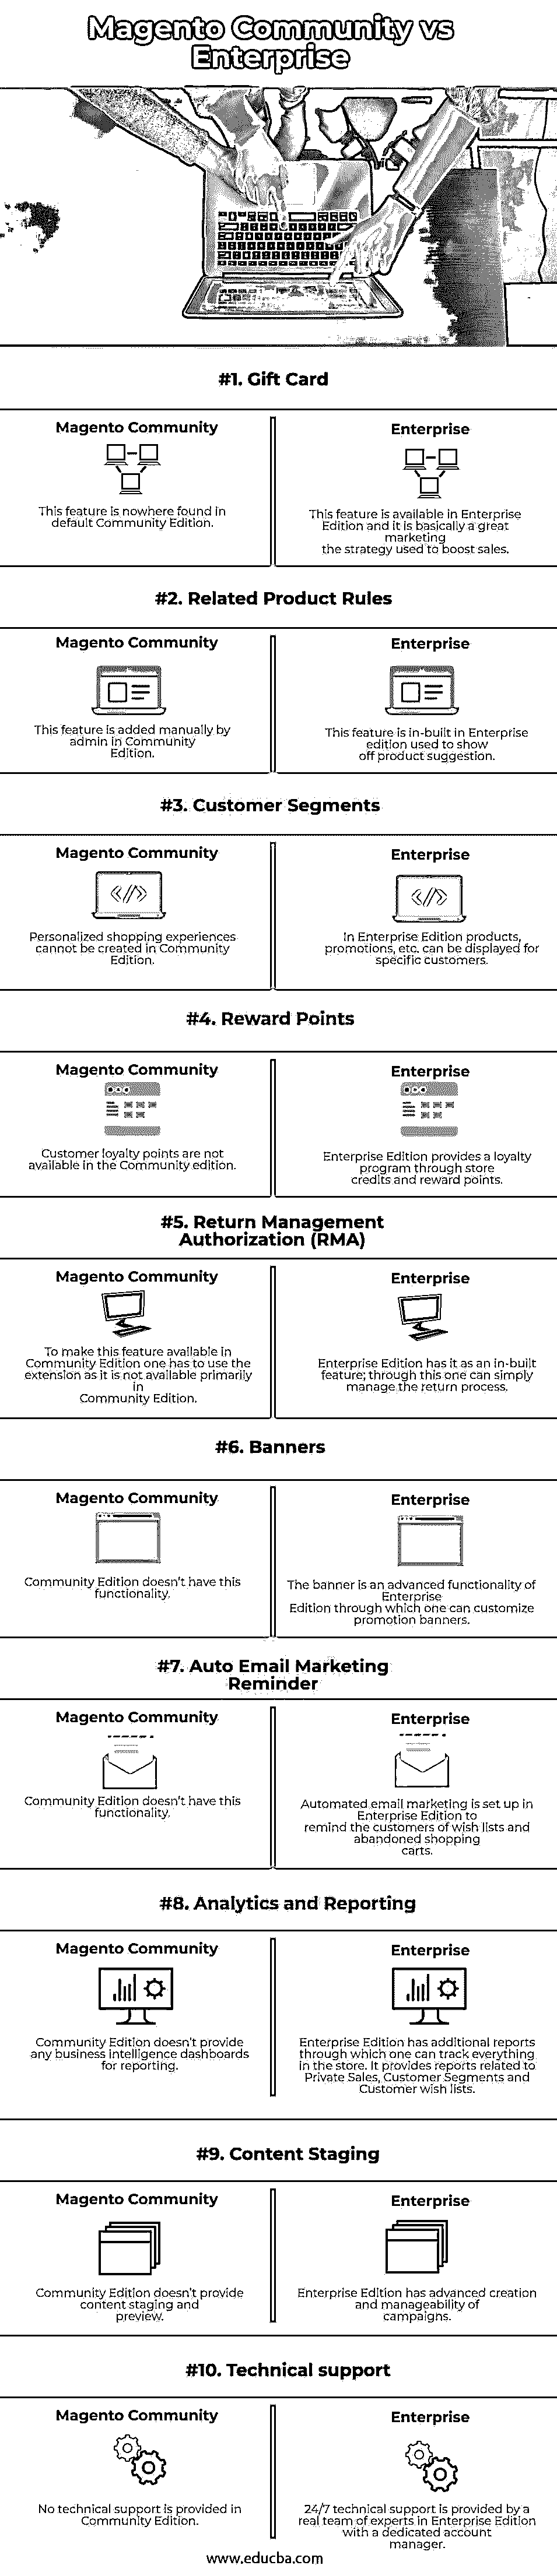 Magento Community vs
Enterprise
#1. Gift Card
Magento Community
This feature is nowhere found in
default Community Edition.
Enterprise
This feature is available in Enterprise
Edition and it is basically a great
marketing
the strategy used to boost sales.
#2. Related Product Rules
Magento Community
This feature is added manually by
admin in Community
Edition.
Enterprise
This feature is in-built in Enterprise
edition used to show
off product suggestion.
#3. Customer Segments
Magento Community
Personalized shopping experiences
cannot be created in Community
Edition.
Enterprise
In Enterprise Edition products,
promotions, etc. can be displayed for
specific customers.
#4. Reward Points
Magento Community
Customer loyalty points are not
available in the Community edition.
Enterprise
Enterprise Edition provides a loyalty
program through store
credits and reward points.
#5. Return Management
Authorization (RMA)
Magento Community
To make this feature available in
Community Edition one has to use the
extension as it is not available primarily
in
Community Edition.
Enterprise
Enterprise Edition has it as an in-built
feature; through this one can simply
manage the return process.
#6. Banners
Magento Community
Community Edition doesn't have this
functionality.
Enterprise
The banner is an advanced functionality of
Enterprise
Edition through which one can customize
promotion banners.
#7. Auto Email Marketing
Reminder
Magento Community
Community Edition doesn't have this
functionality.
Enterprise
Automated email marketing is set up in
Enterprise Edition to
remind the customers of wish lists and
abandoned shopping
carts.
#8. Analytics and Reporting
Magento Community
Community Edition doesn't provide
any business intelligence dashboards
for reporting.
Enterprise
Enterprise Edition has additional reports
through which one can track everything
in the store. It provides reports related to
Private Sales, Customer Segments and
Customer wish lists.
#9. Content Staging
Magento Community
Community Edition doesn't provide
content staging and
preview.
Enterprise
Enterprise Edition has advanced creation
and manageability of
campaigns.
#10. Technical support
Magento Community
No technical support is provided in
Community Edition.
Enterprise
24/7 technical support is provided by a
real team of experts in Enterprise Edition
with a dedicated account
manager.
www.educba.com